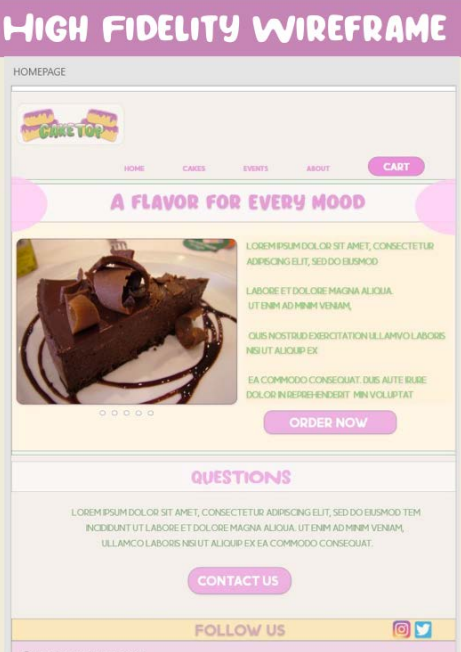 HIGH FIDELITY WIREFRAME
HOMEPAGE
CAKE TOP
HOME CAKES EVENTS ABOUT CART
A FLAVOR FOR EVERY MOOD
LOREM IPSUM DOLOR SIT AMET, CONSECTETUR
ADIPISCING ELIT, SED DO EIUSMOD
LABORE ET DOLORE MAGNA ALIQUA.
UT ENIM AD MINIM VENIAM,
QUIS NOSTRUD EXERCITATION ULLAMVO LABORIS
NISI UT ALIQUIP EX
EA COMMODO CONSEQUAT. DUIS AUTE IRURE
DOLOR IN REPREHENDERIT MIN VOLUPTAT
ORDER NOW
QUESTIONS
LOREM IPSUM DOLOR SIT AMET, CONSECTETUR ADIPISCING ELIT, SED DO EIUSMOD TEM
INCIDIDUNT UT LABORE ET DOLORE MAGNA ALIQUA. UT ENIM AD MINIM VENIAM,
ULLAMCO LABORIS NISI UT ALIQUIP EX EA COMMODO CONSEQUAT.
CONTACT US
FOLLOW US